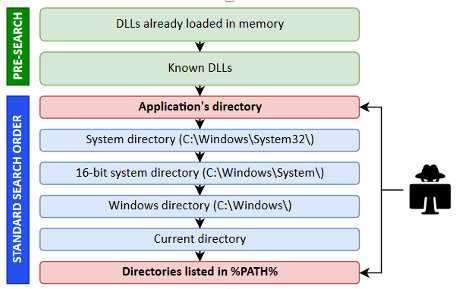 PRE-SEARCH
DLLs already loaded in memory
Known DLLs
STANDARD SEARCH ORDER
Application's directory
System directory (C:\Windows\System32\)
16-bit system directory (C:\Windows\System\)
Windows directory (C:\Windows\)
Current directory
Directories listed in %PATH%